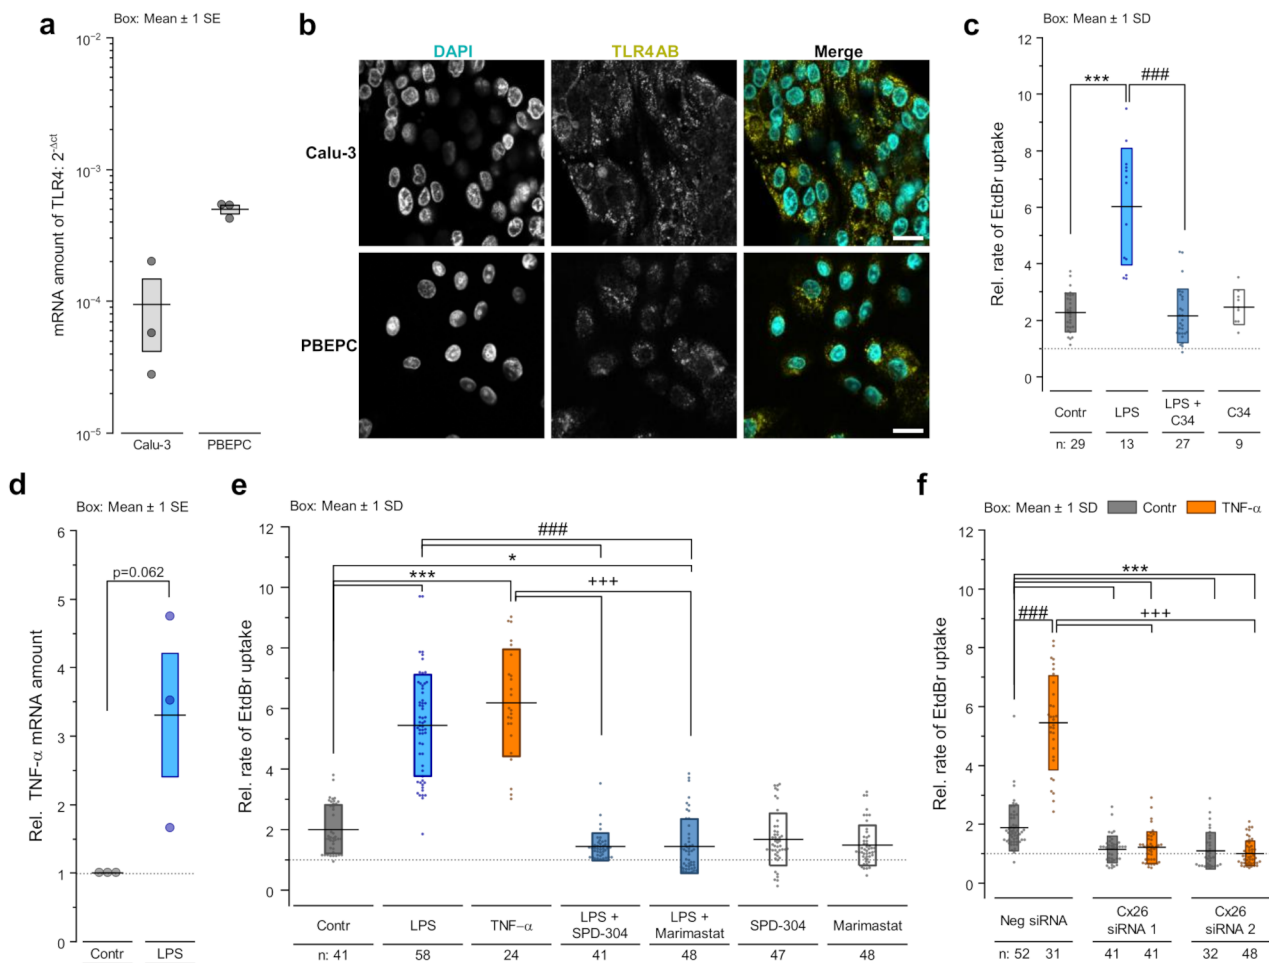 a
Box: Mean ± 1 SE
mRNA amount of TLR4: 2^-Δct
10^-2
10^-3
10^-4
10^-5
Calu-3
PBEPC
b
DAPI
TLR4AB
Merge
Calu-3
PBEPC
c
Box: Mean ± 1 SD
Rel. rate of EtdBr uptake
12
10
8
6
4
2
0
***
###
Contr
LPS
LPS +
C34
C34
n: 29
13
27
9
d
Box: Mean ± 1 SE
Rel. TNF-α mRNA amount
6
5
4
3
2
1
0
p=0.062
Contr
LPS
e
Box: Mean ± 1 SD
Rel. rate of EtdBr uptake
12
10
8
6
4
2
0
###
*
***
+++
Contr
LPS
TNF-α
LPS +
SPD-304
LPS +
Marimastat
SPD-304
Marimastat
n: 41
58
24
41
48
47
48
f
Box: Mean ± 1 SD
Contr
TNF-α
Rel. rate of EtdBr uptake
12
10
8
6
4
2
0
***
###
+++
Neg siRNA
Cx26
siRNA 1
Cx26
siRNA 2
n: 52
31
41
41
32
48